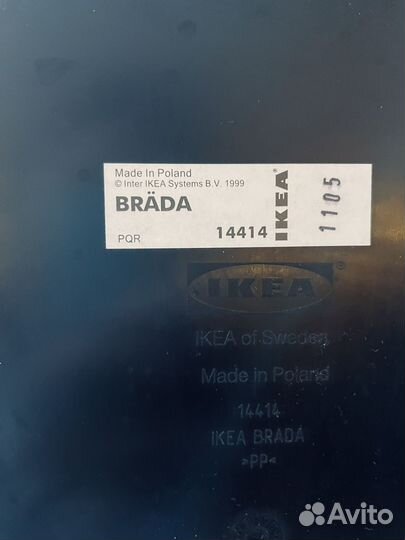 Made In Poland
© Inter IKEA Systems B.V. 1999
BRÄDA
PQR
14414
IKEA®
1105
IKEA®
IKEA of Sweden
Made in Poland
14414
IKEA BRÄDA
>PP<
Avito